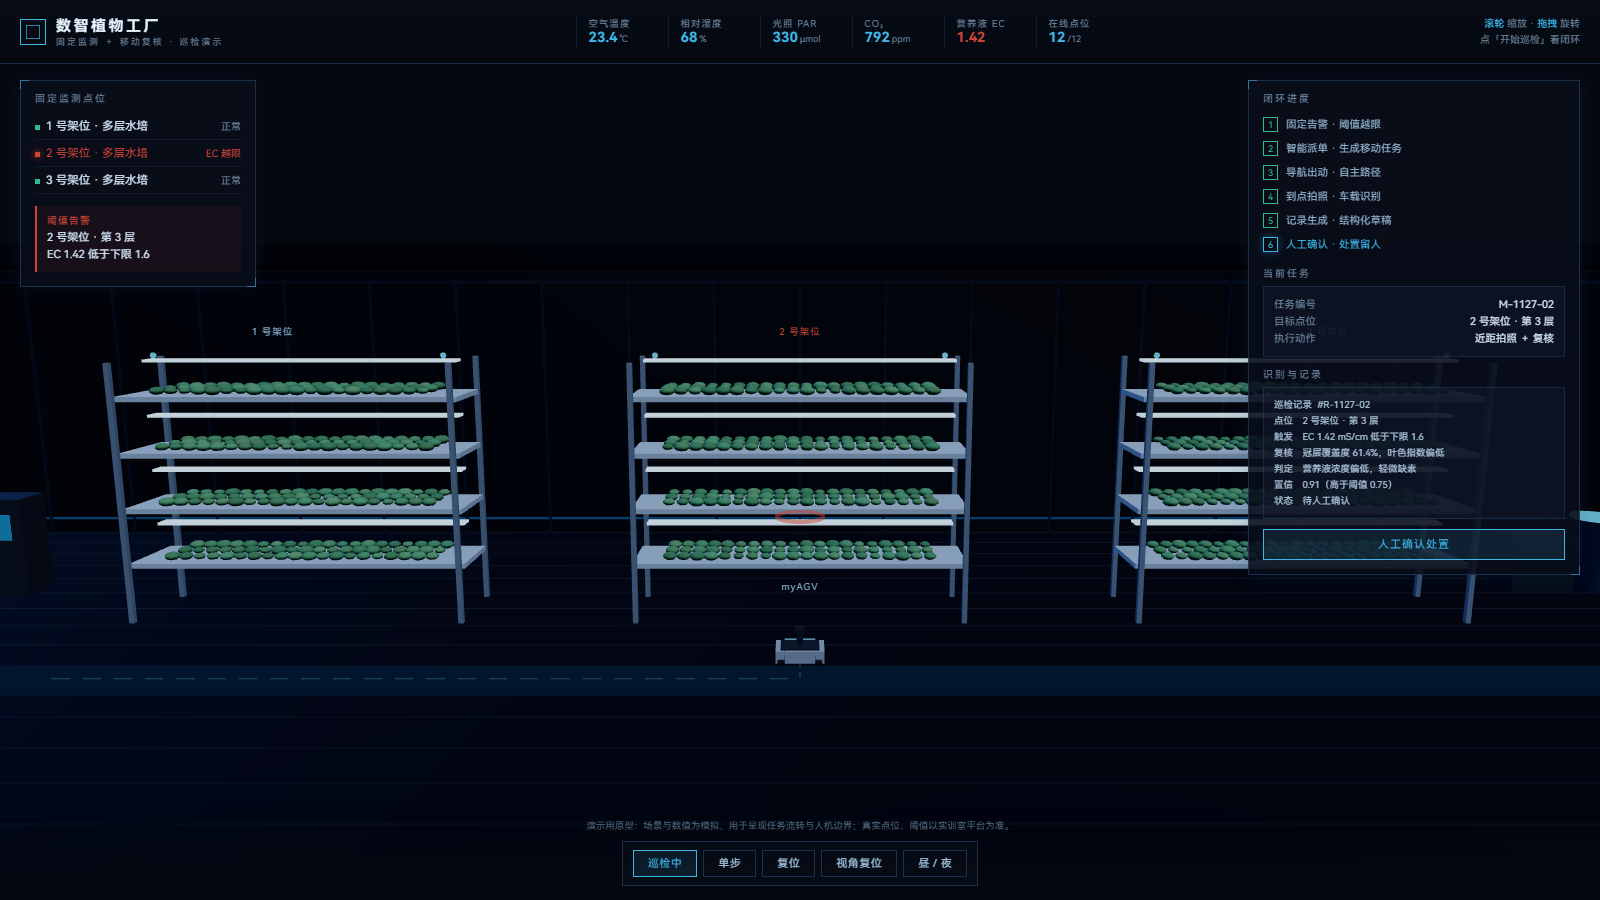 数智植物工厂
固定监测 + 移动复核 · 巡检演示
空气温度
23.4℃
相对湿度
68%
光照 PAR
330μmol
CO₂
792ppm
营养液 EC
1.42
在线点位
12/12
滚轮 缩放 · 拖拽 旋转
点「开始巡检」看闭环
固定监测点位
1 号架位 · 多层水培 正常
2 号架位 · 多层水培 EC 越限
3 号架位 · 多层水培 正常
阈值告警
2 号架位 · 第 3 层
EC 1.42 低于下限 1.6
闭环进度
1 固定告警 · 阈值越限
2 智能派单 · 生成移动任务
3 导航出动 · 自主路径
4 到点拍照 · 车载识别
5 记录生成 · 结构化草稿
6 人工确认 · 处置留人
当前任务
任务编号 M-1127-02
目标点位 2 号架位 · 第 3 层
执行动作 近距拍照 + 复核
识别与记录
巡检记录 #R-1127-02
点位 2 号架位 · 第 3 层
触发 EC 1.42 mS/cm 低于下限 1.6
复核 冠层覆盖度 61.4%，叶色指数偏低
判定 营养液浓度偏低，轻微缺素
置信 0.91（高于阈值 0.75）
状态 待人工确认
人工确认处置
1 号架位
2 号架位
myAGV
演示用原型：场景与数值为模拟，用于呈现任务流转与人机边界；真实点位、阈值以实训室平台为准。
巡检中
单步
复位
视角复位
昼 / 夜